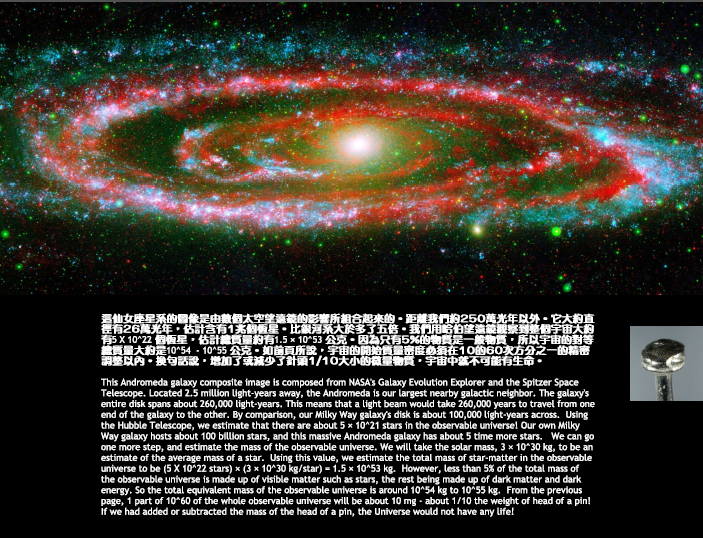 這仙女座星系的圖像是由數個太空望遠鏡的影響所組合起來的。距離我們約250萬光年以外。它大約直
徑有26萬光年，估計含有1兆個恆星。比銀河系大於多了五倍。我們用哈伯望遠鏡觀察到整個宇宙大約
有5 X 10^22 個恆星，估計總質量約有1.5 × 10^53 公克。因為只有5%的物質是一般物質，所以宇宙的對等
總質量大約是10^54 - 10^55 公克。如前頁所說，宇宙的開始質量密度必須在10的60次方分之一的精密
調整以內。換句話說，增加了或減少了針頭1/10大小的微量物質，宇宙中就不可能有生命。
This Andromeda galaxy composite image is composed from NASA's Galaxy Evolution Explorer and the Spitzer Space
Telescope. Located 2.5 million light-years away, the Andromeda is our largest nearby galactic neighbor. The galaxy's
entire disk spans about 260,000 light-years. This means that a light beam would take 260,000 years to travel from one
end of the galaxy to the other. By comparison, our Milky Way galaxy's disk is about 100,000 light-years across. Using
the Hubble Telescope, we estimate that there are about 5 × 10^21 stars in the observable universe! Our own Milky
Way galaxy hosts about 100 billion stars, and this massive Andromeda galaxy has about 5 time more stars. We can go
one more step, and estimate the mass of the observable universe. We will take the solar mass, 3 × 10^30 kg, to be an
estimate of the average mass of a star. Using this value, we estimate the total mass of star-matter in the observable
universe to be (5 X 10^22 stars) × (3 × 10^30 kg/star) = 1.5 × 10^53 kg. However, less than 5% of the total mass of
the observable universe is made up of visible matter such as stars, the rest being made up of dark matter and dark
energy. So the total equivalent mass of the observable universe is around 10^54 kg to 10^55 kg. From the previous
page, 1 part of 10^60 of the whole observable universe will be about 10 mg - about 1/10 the weight of head of a pin!
If we had added or subtracted the mass of the head of a pin, the Universe would not have any life!